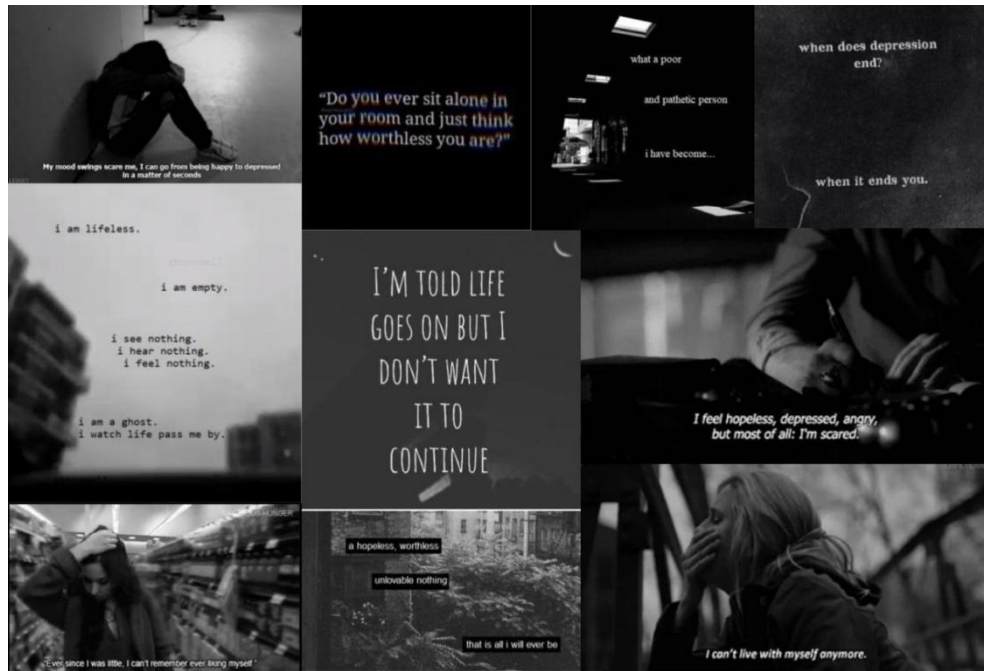 My mood swings scare me, I can go from being happy to depressed
in a matter of seconds
“Do you ever sit alone in
your room and just think
how worthless you are?”
what a poor
and pathetic person
i have become...
when does depression
end?
when it ends you.
i am lifeless.
i am empty.
i see nothing.
i hear nothing.
i feel nothing.
i am a ghost.
i watch life pass me by.
I’M TOLD LIFE
GOES ON BUT I
DON’T WANT
IT TO
CONTINUE
I feel hopeless, depressed, angry,
but most of all: I'm scared.
"Ever since I was little, I can't remember ever liking myself"
a hopeless, worthless
unlovable nothing
that is all i will ever be
I can't live with myself anymore.